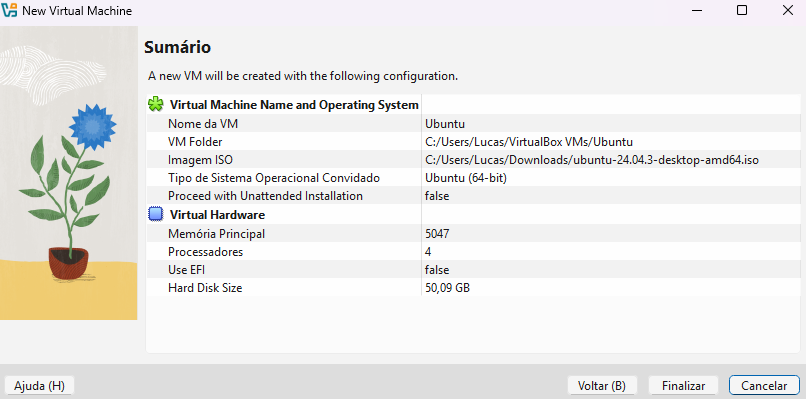 New Virtual Machine
Sumário
A new VM will be created with the following configuration.
Virtual Machine Name and Operating System
Nome da VM Ubuntu
VM Folder C:/Users/Lucas/VirtualBox VMs/Ubuntu
Imagem ISO C:/Users/Lucas/Downloads/ubuntu-24.04.3-desktop-amd64.iso
Tipo de Sistema Operacional Convidado Ubuntu (64-bit)
Proceed with Unattended Installation false
Virtual Hardware
Memória Principal 5047
Processadores 4
Use EFI false
Hard Disk Size 50,09 GB
Ajuda (H) Voltar (B) Finalizar Cancelar